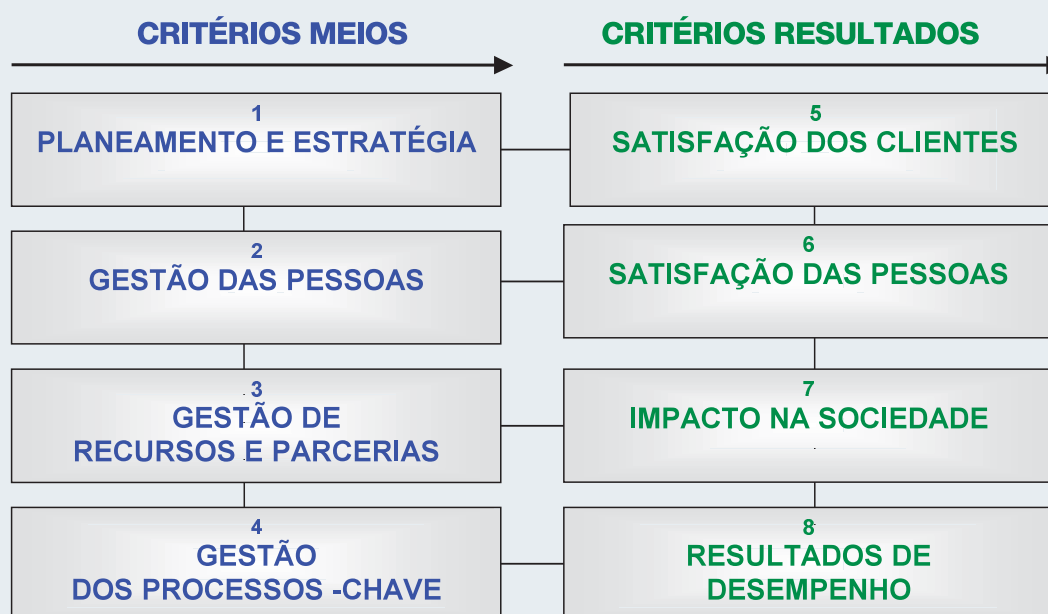 CRITÉRIOS MEIOS
CRITÉRIOS RESULTADOS
1
PLANEAMENTO E ESTRATÉGIA
2
GESTÃO DAS PESSOAS
3
GESTÃO DE
RECURSOS E PARCERIAS
4
GESTÃO
DOS PROCESSOS -CHAVE
5
SATISFAÇÃO DOS CLIENTES
6
SATISFAÇÃO DAS PESSOAS
7
IMPACTO NA SOCIEDADE
8
RESULTADOS DE
DESEMPENHO